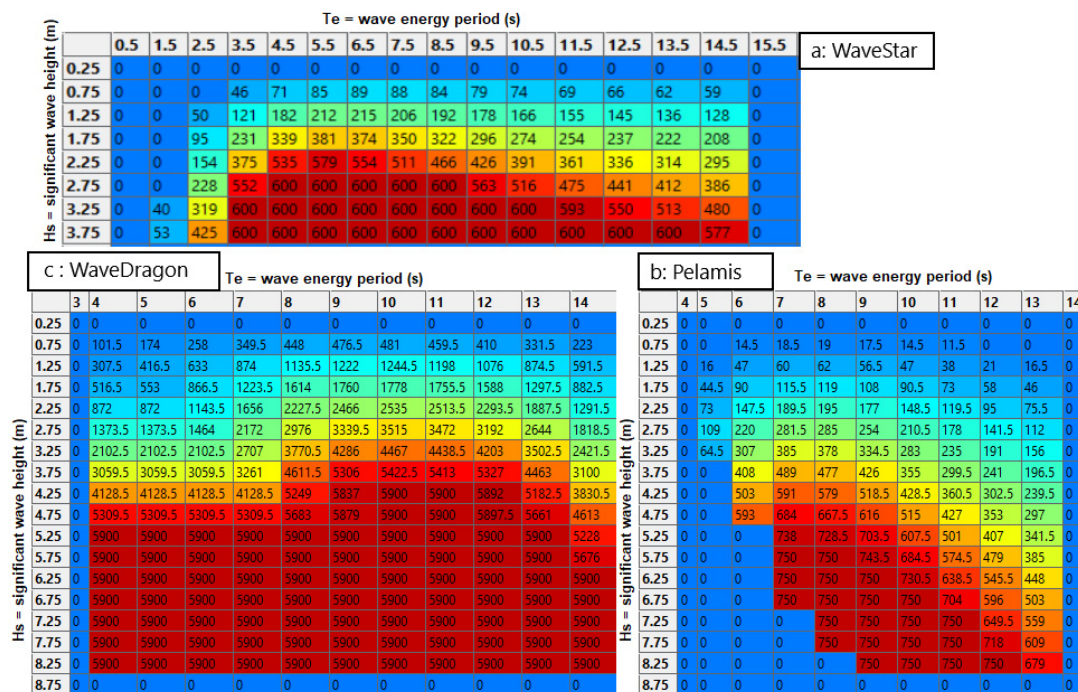 Te = wave energy period (s)
a: WaveStar
Hs = significant wave height (m)
0.5 1.5 2.5 3.5 4.5 5.5 6.5 7.5 8.5 9.5 10.5 11.5 12.5 13.5 14.5 15.5
0.25 0 0 0 0 0 0 0 0 0 0 0 0 0 0 0 0
0.75 0 0 0 46 71 85 89 88 84 79 74 69 66 62 59 0
1.25 0 0 50 121 182 212 215 206 192 178 166 155 145 136 128 0
1.75 0 0 95 231 339 381 374 350 322 296 274 254 237 222 208 0
2.25 0 0 154 375 535 579 554 511 466 426 391 361 336 314 295 0
2.75 0 0 228 552 600 600 600 600 600 563 516 475 441 412 386 0
3.25 0 40 319 600 600 600 600 600 600 600 600 593 550 513 480 0
3.75 0 53 425 600 600 600 600 600 600 600 600 600 600 600 577 0
c : WaveDragon
Te = wave energy period (s)
Hs = significant wave height (m)
3 4 5 6 7 8 9 10 11 12 13 14
0.25 0 0 0 0 0 0 0 0 0 0 0 0
0.75 0 101.5 174 258 349.5 448 476.5 481 459.5 410 331.5 223
1.25 0 307.5 416.5 633 874 1135.5 1222 1244.5 1198 1076 874.5 591.5
1.75 0 516.5 553 866.5 1223.5 1614 1760 1778 1755.5 1588 1297.5 882.5
2.25 0 872 872 1143.5 1656 2227.5 2466 2535 2513.5 2293.5 1887.5 1291.5
2.75 0 1373.5 1373.5 1464 2172 2976 3339.5 3515 3472 3192 2644 1818.5
3.25 0 2102.5 2102.5 2102.5 2707 3770.5 4286 4467 4438.5 4203 3502.5 2421.5
3.75 0 3059.5 3059.5 3059.5 3261 4611.5 5306 5422.5 5413 5327 4463 3100
4.25 0 4128.5 4128.5 4128.5 4128.5 5249 5837 5900 5900 5892 5182.5 3830.5
4.75 0 5309.5 5309.5 5309.5 5309.5 5683 5879 5900 5900 5897.5 5661 4613
5.25 0 5900 5900 5900 5900 5900 5900 5900 5900 5900 5900 5228
5.75 0 5900 5900 5900 5900 5900 5900 5900 5900 5900 5900 5676
6.25 0 5900 5900 5900 5900 5900 5900 5900 5900 5900 5900 5900
6.75 0 5900 5900 5900 5900 5900 5900 5900 5900 5900 5900 5900
7.25 0 5900 5900 5900 5900 5900 5900 5900 5900 5900 5900 5900
7.75 0 5900 5900 5900 5900 5900 5900 5900 5900 5900 5900 5900
8.25 0 5900 5900 5900 5900 5900 5900 5900 5900 5900 5900 5900
8.75 0 0 0 0 0 0 0 0 0 0 0 0
b: Pelamis
Te = wave energy period (s)
Hs = significant wave height (m)
4 5 6 7 8 9 10 11 12 13 14
0.25 0 0 0 0 0 0 0 0 0 0 0
0.75 0 0 14.5 18.5 19 17.5 14.5 11.5 0 0 0
1.25 0 16 47 60 62 56.5 47 38 21 16.5 0
1.75 0 44.5 90 115.5 119 108 90.5 73 58 46 0
2.25 0 73 147.5 189.5 195 177 148.5 119.5 95 75.5 0
2.75 0 109 220 281.5 285 254 210.5 178 141.5 112 0
3.25 0 64.5 307 385 378 334.5 283 235 191 156 0
3.75 0 0 408 489 477 426 355 299.5 241 196.5 0
4.25 0 0 503 591 579 518.5 428.5 360.5 302.5 239.5 0
4.75 0 0 593 684 667.5 616 515 427 353 297 0
5.25 0 0 0 738 728.5 703.5 607.5 501 407 341.5 0
5.75 0 0 0 750 750 743.5 684.5 574.5 479 385 0
6.25 0 0 0 750 750 750 730.5 638.5 545.5 448 0
6.75 0 0 0 750 750 750 750 704 596 503 0
7.25 0 0 0 0 750 750 750 750 649.5 559 0
7.75 0 0 0 0 750 750 750 750 718 609 0
8.25 0 0 0 0 0 750 750 750 750 679 0
8.75 0 0 0 0 0 0 0 0 0 0 0